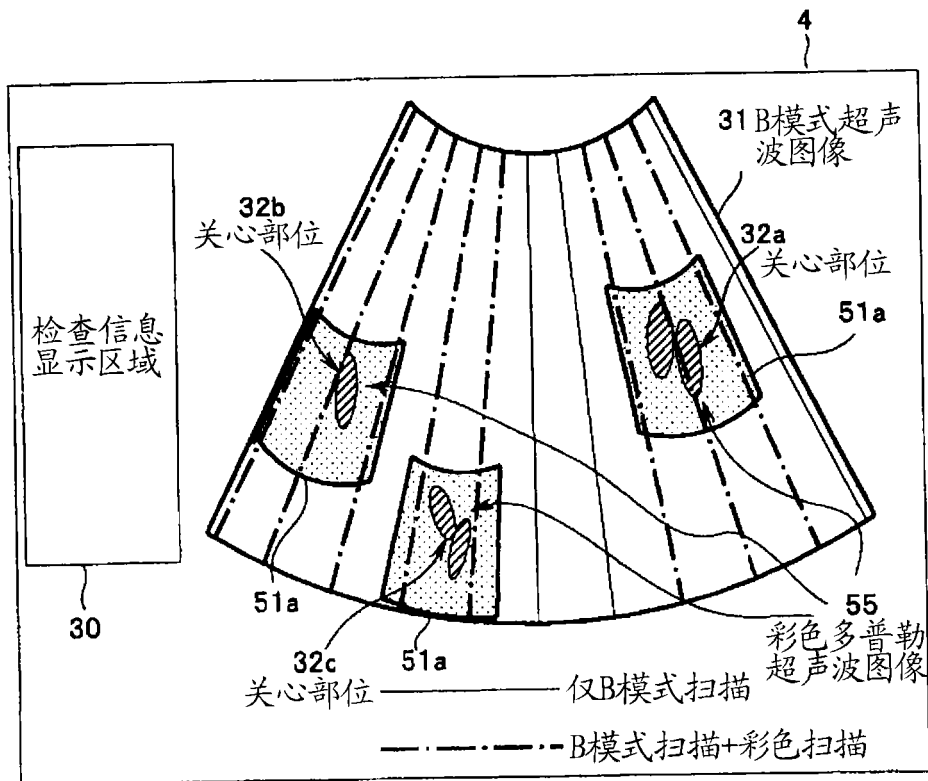 4
31 B模式超声
波图像
32b
关心部位
32a
关心部位
51a
检查信息
显示区域
51a
30
32c
关心部位
51a
55
彩色多普勒
超声波图像
仅B模式扫描
B模式扫描+彩色扫描